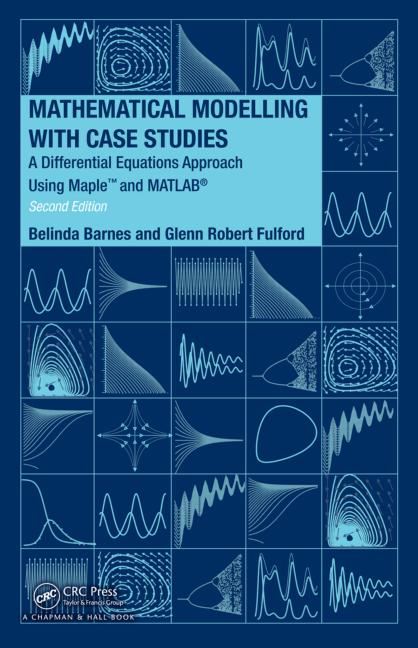 MATHEMATICAL MODELLING
WITH CASE STUDIES
A Differential Equations Approach
Using Maple™ and MATLAB®
Second Edition
Belinda Barnes and Glenn Robert Fulford
CRC
CRC Press
Taylor & Francis Group
A CHAPMAN & HALL BOOK